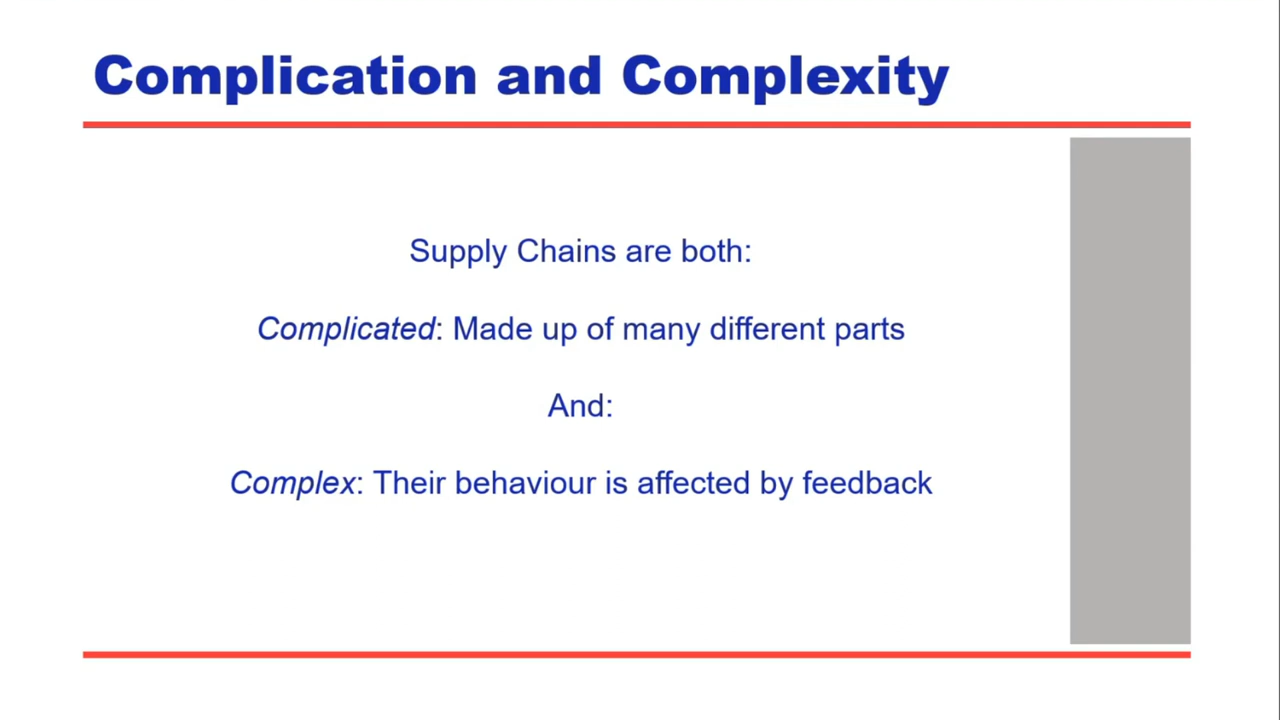 Complication and Complexity
Supply Chains are both:
Complicated: Made up of many different parts
And:
Complex: Their behaviour is affected by feedback